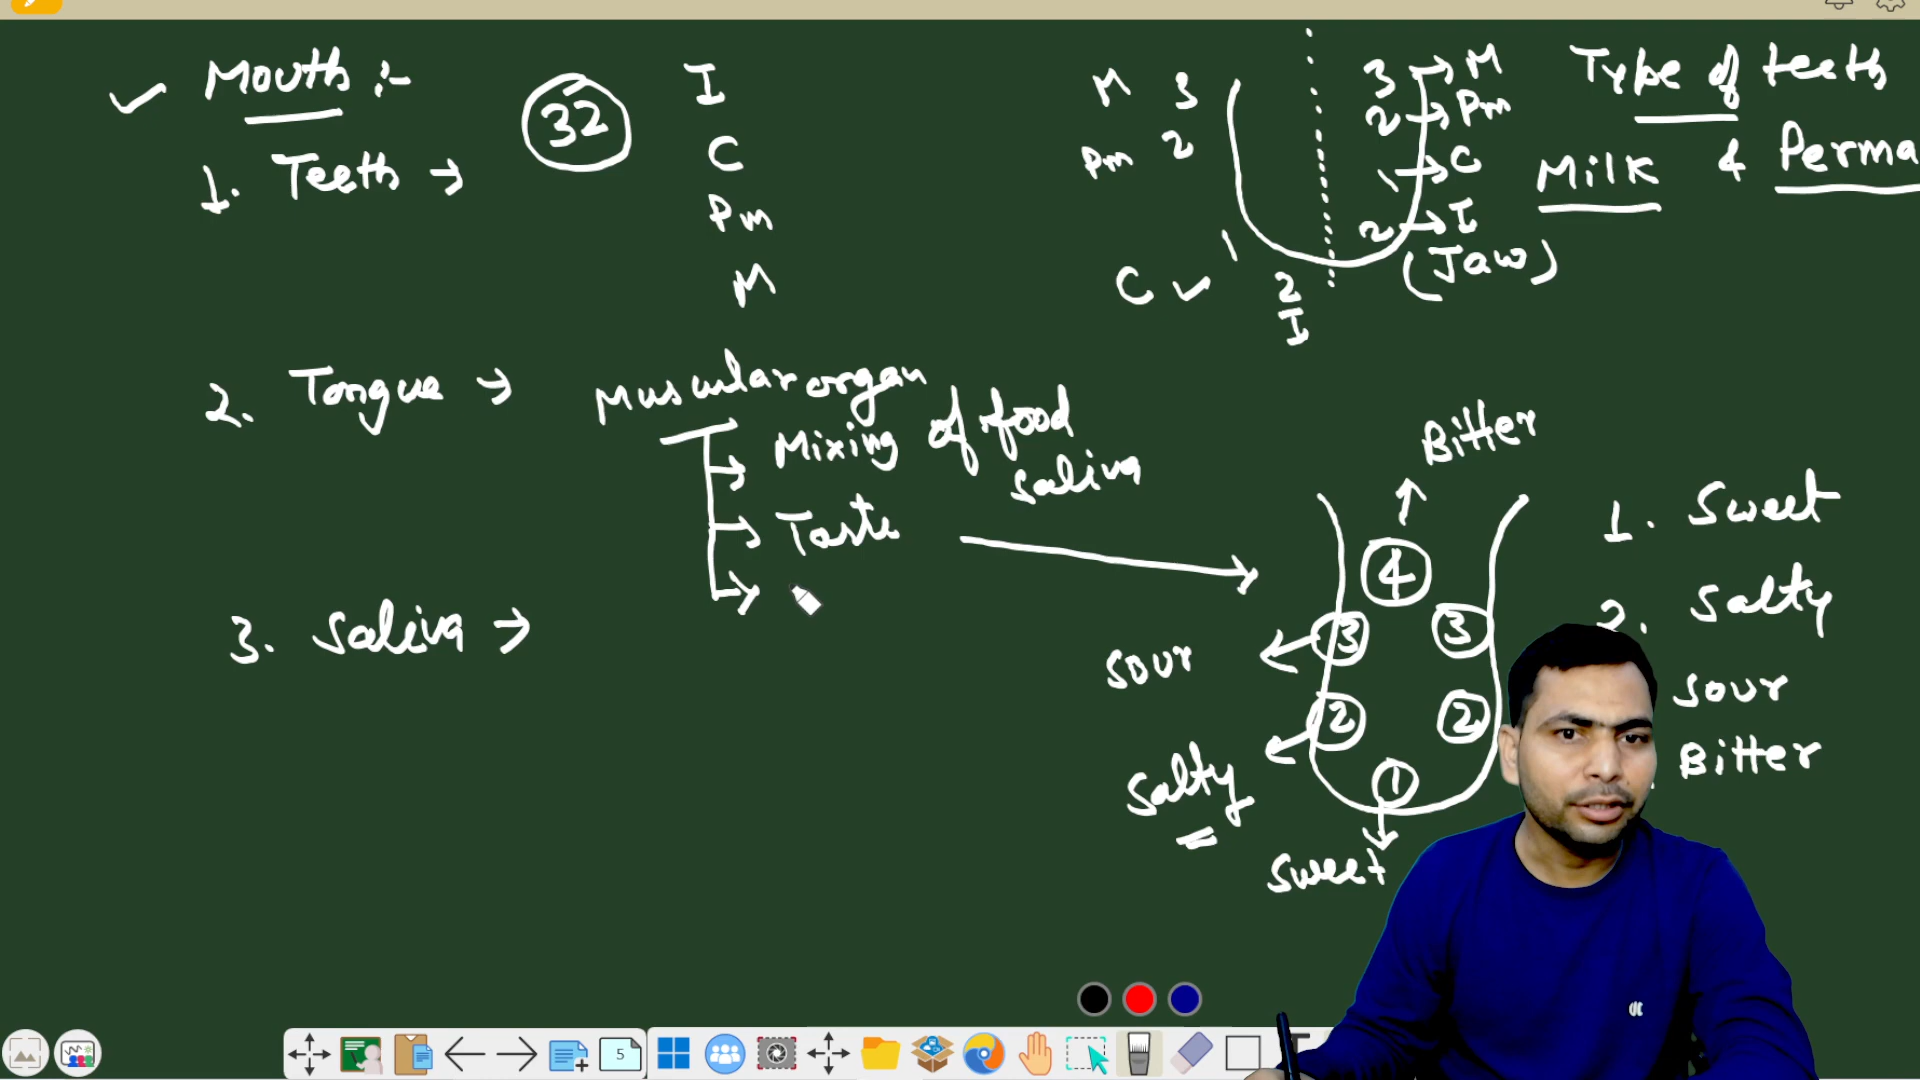 Mouth :-
1. Teeth →
32
I
C
Pm
M
M 3
Pm 2
C ✓
1
2
I
3 → M
2 → Pm
1 → C
2 → I
(Jaw)
Type of teeth
Milk & Perma
2. Tongue →
Muscular organ
→ Mixing of food
saliva
→ Taste
→
3. Saliva →
Bitter
4
3
3
sour
2
2
Salty
1
Sweet
1. Sweet
2. Salty
Sour
Bitter
5